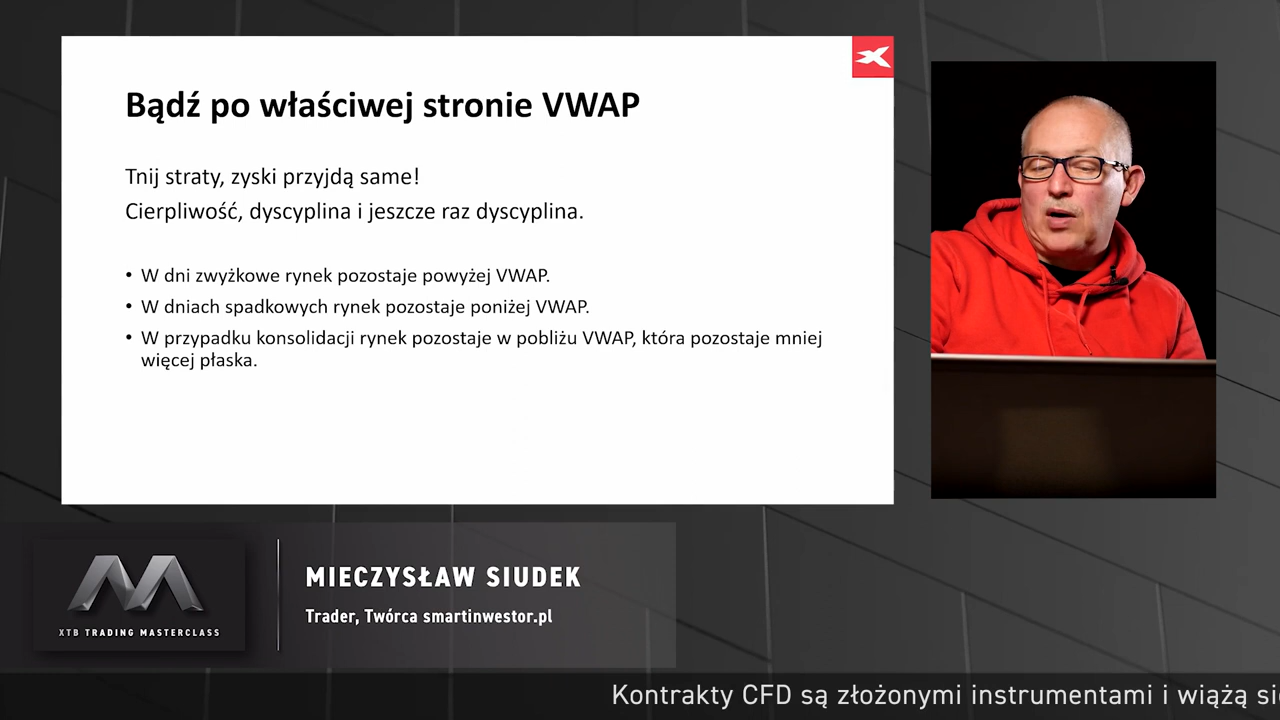 Bądź po właściwej stronie VWAP
Tnij straty, zyski przyjdą same!
Cierpliwość, dyscyplina i jeszcze raz dyscyplina.
• W dni zwyżkowe rynek pozostaje powyżej VWAP.
• W dniach spadkowych rynek pozostaje poniżej VWAP.
• W przypadku konsolidacji rynek pozostaje w pobliżu VWAP, która pozostaje mniej
więcej płaska.
MIECZYSŁAW SIUDEK
Trader, Twórca smartinwestor.pl
XTB TRADING MASTERCLASS
Kontrakty CFD są złożonymi instrumentami i wiążą